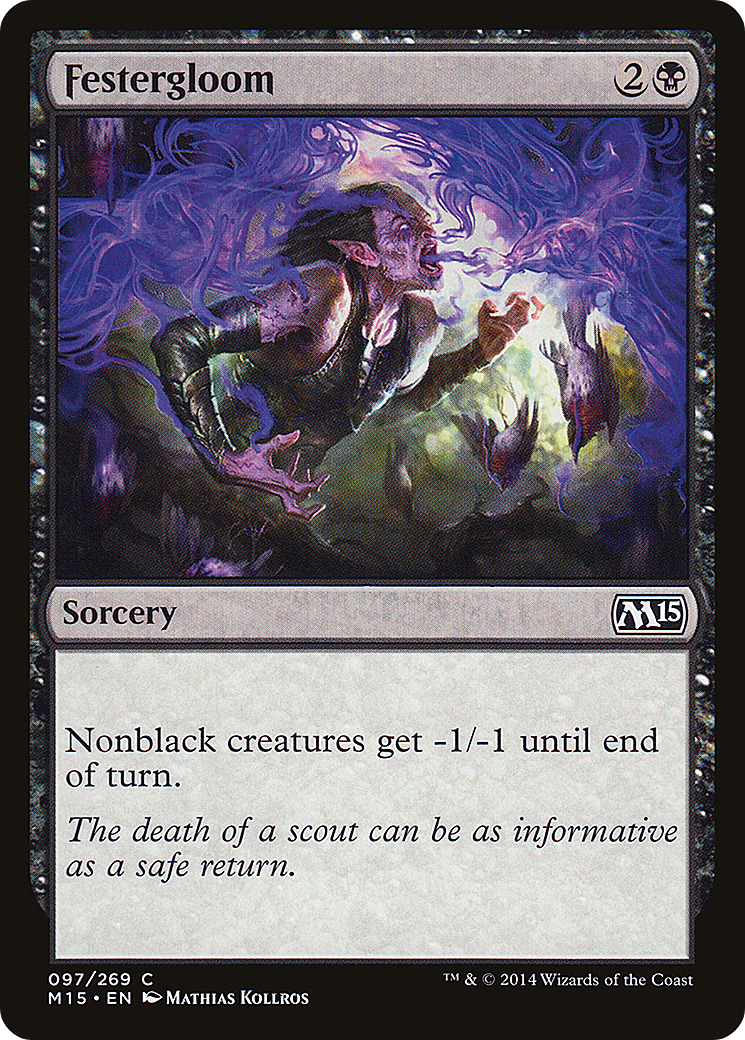 Festergloom 2
Sorcery M15
Nonblack creatures get -1/-1 until end
of turn.
The death of a scout can be as informative
as a safe return.
097/269 C ™ & © 2014 Wizards of the Coast
M15 • EN MATHIAS KOLLROS